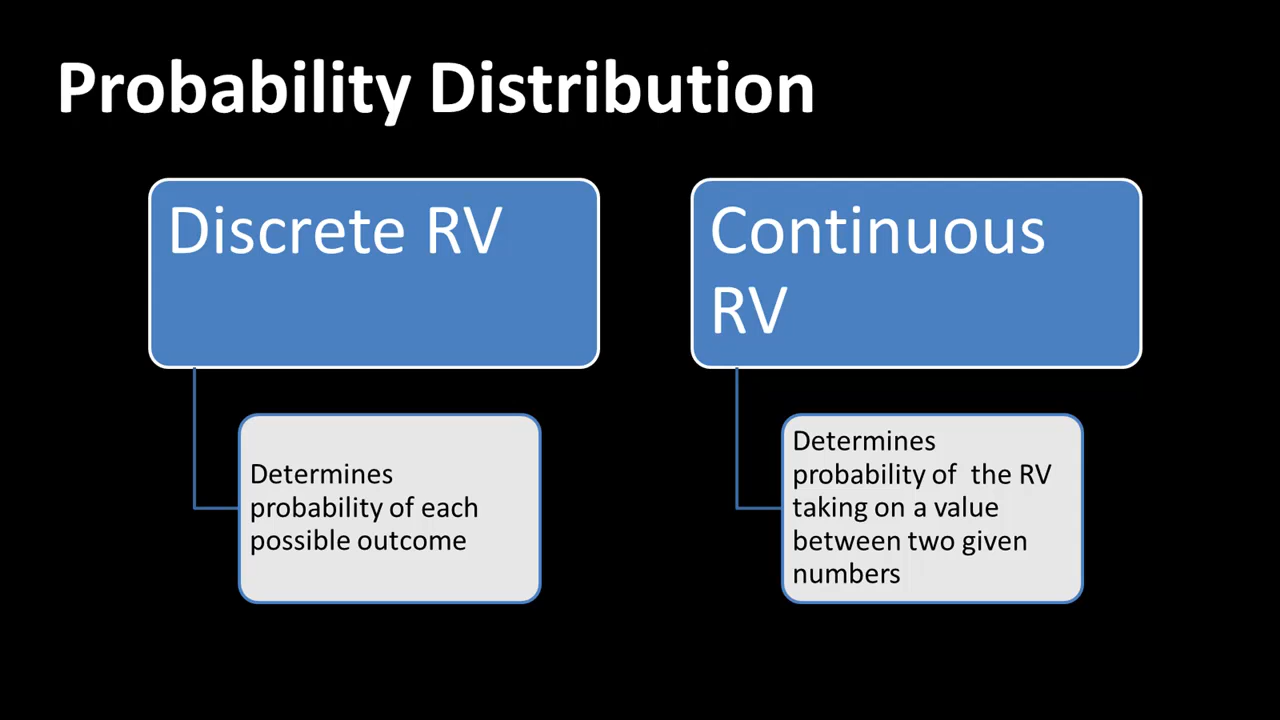 Probability Distribution
Discrete RV
Determines
probability of each
possible outcome
Continuous
RV
Determines
probability of  the RV
taking on a value
between two given
numbers